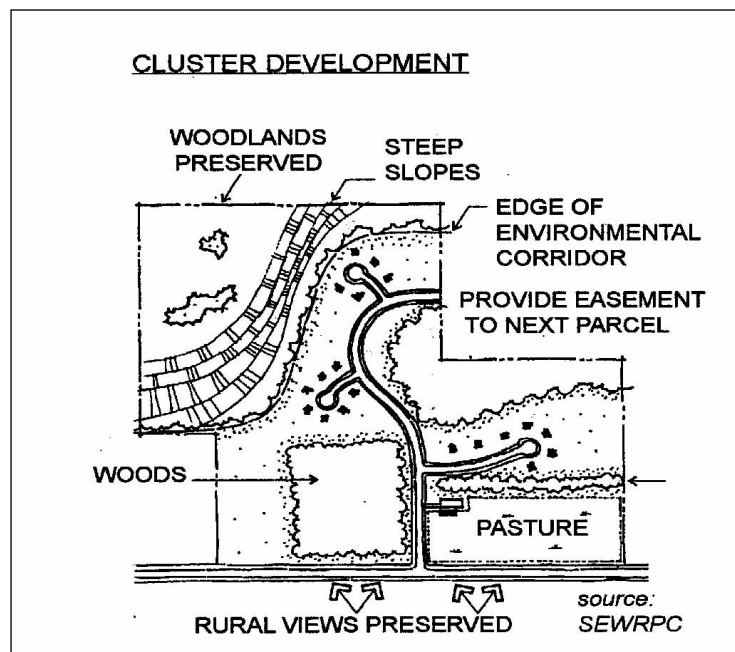 CLUSTER DEVELOPMENT
WOODLANDS
PRESERVED
STEEP
SLOPES
EDGE OF
ENVIRONMENTAL
CORRIDOR
PROVIDE EASEMENT
TO NEXT PARCEL
WOODS
PASTURE
RURAL VIEWS PRESERVED
source:
SEWRPC